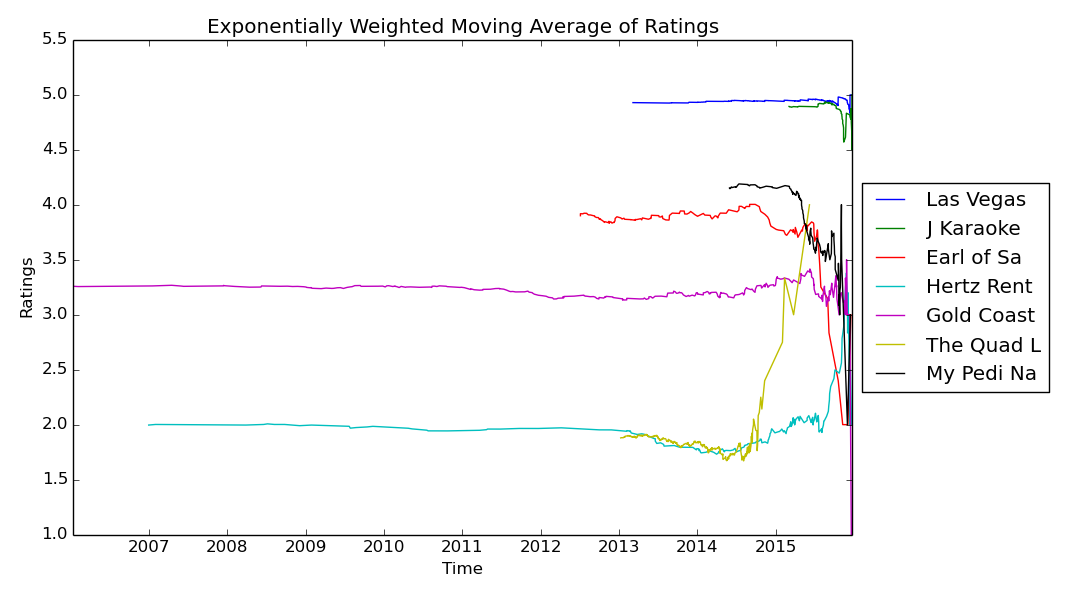 Exponentially Weighted Moving Average of Ratings
5.5
5.0
4.5
4.0
3.5
3.0
2.5
2.0
1.5
1.0
Ratings
2007 2008 2009 2010 2011 2012 2013 2014 2015
Time
Las Vegas
J Karaoke
Earl of Sa
Hertz Rent
Gold Coast
The Quad L
My Pedi Na